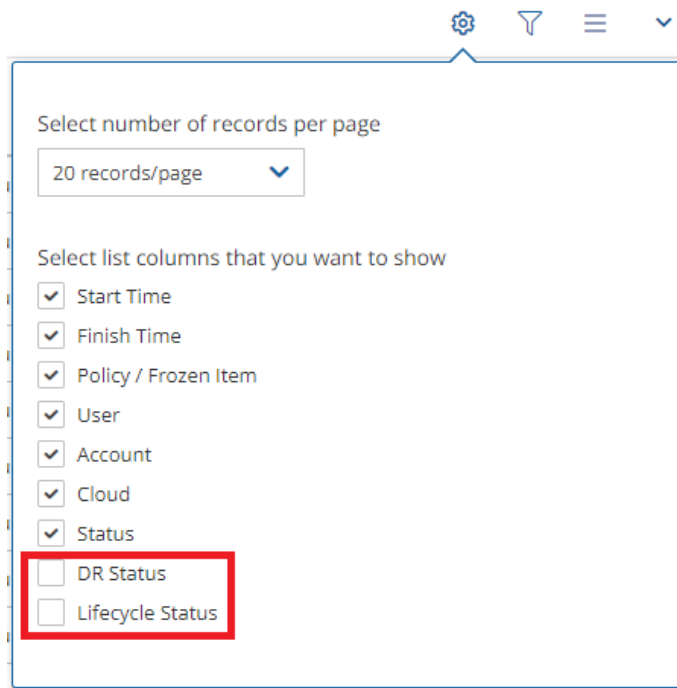 Select number of records per page
20 records/page
Select list columns that you want to show
Start Time
Finish Time
Policy / Frozen Item
User
Account
Cloud
Status
DR Status
Lifecycle Status